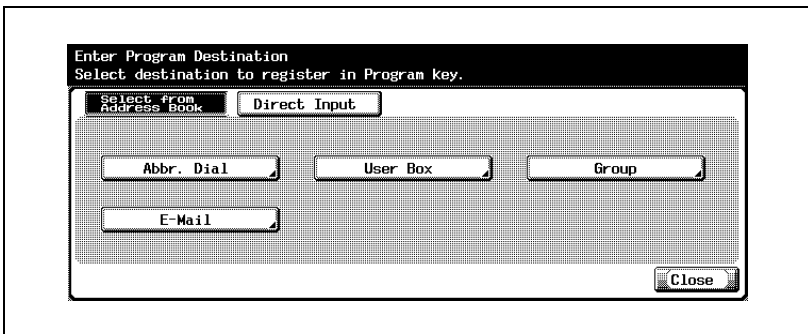 Enter Program Destination
Select destination to register in Program key.
Select from
Address Book
Direct Input
Abbr. Dial
User Box
Group
E-Mail
Close